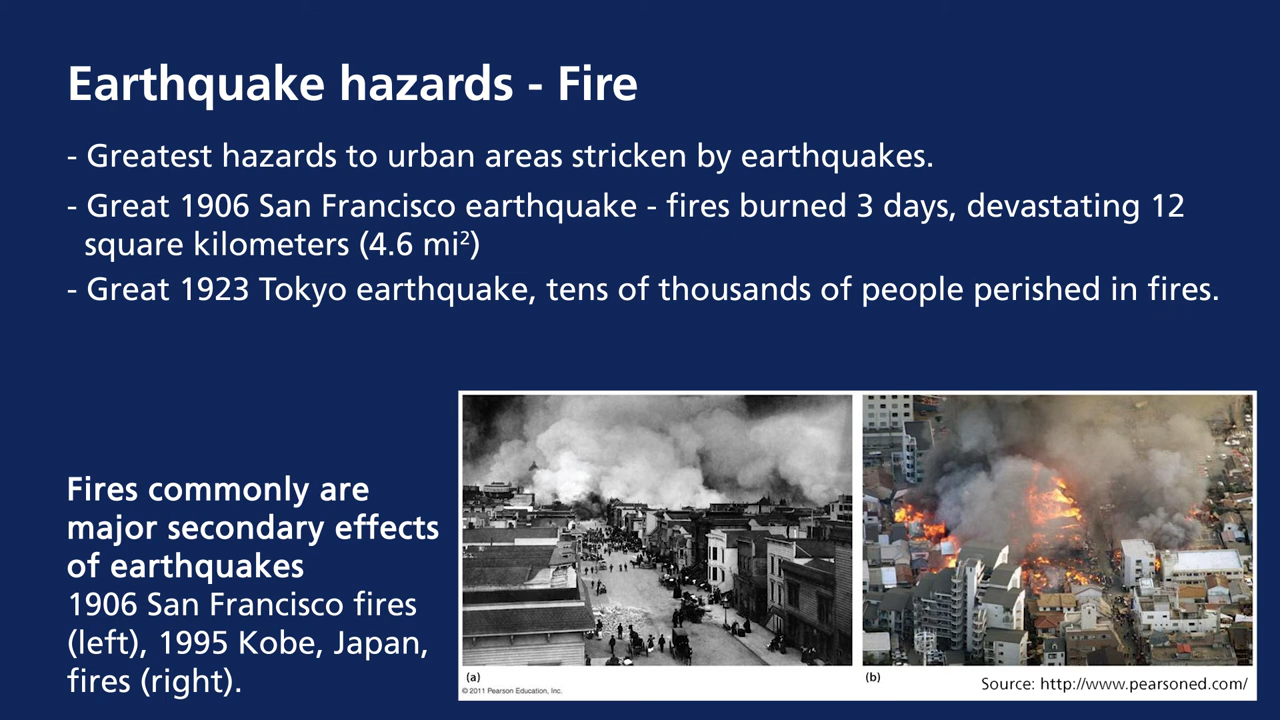 Earthquake hazards - Fire
- Greatest hazards to urban areas stricken by earthquakes.
- Great 1906 San Francisco earthquake - fires burned 3 days, devastating 12
square kilometers (4.6 mi²)
- Great 1923 Tokyo earthquake, tens of thousands of people perished in fires.
Fires commonly are
major secondary effects
of earthquakes
1906 San Francisco fires
(left), 1995 Kobe, Japan,
fires (right).
(a)
© 2011 Pearson Education, Inc.
(b)
Source: http://www.pearsoned.com/